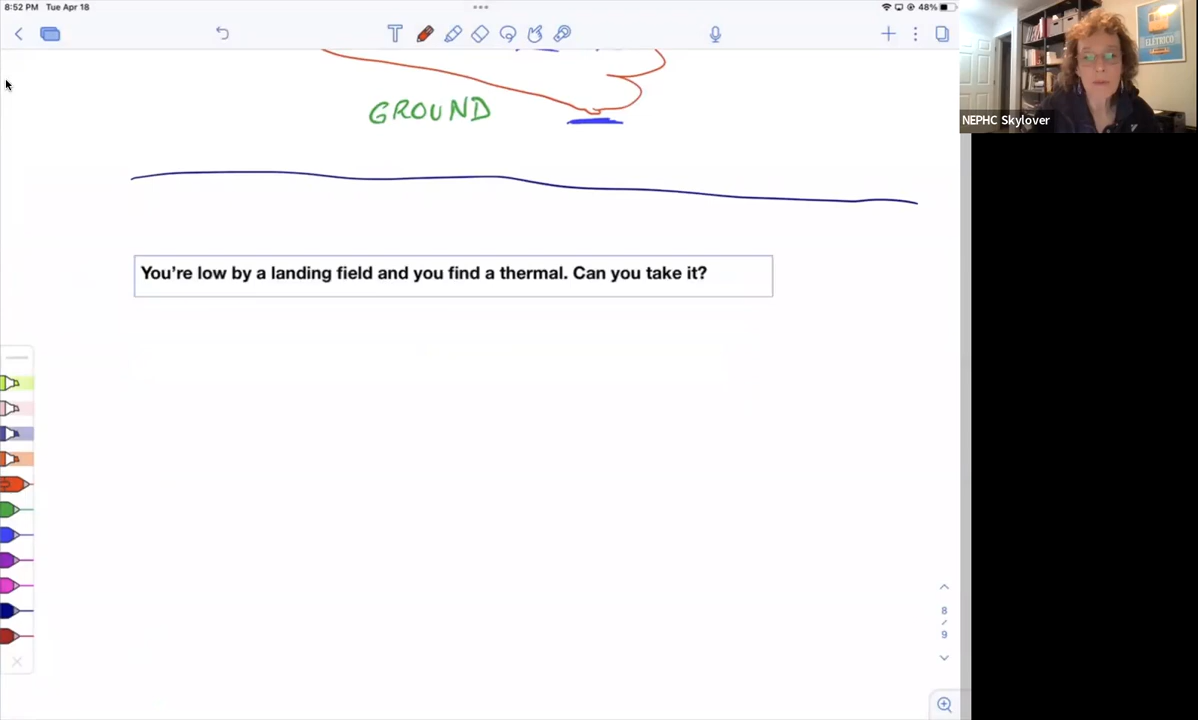 8:52 PM Tue Apr 18
48%
GROUND
You’re low by a landing field and you find a thermal. Can you take it?
8
/
9
NEPHC Skylover
ELÉTRICO